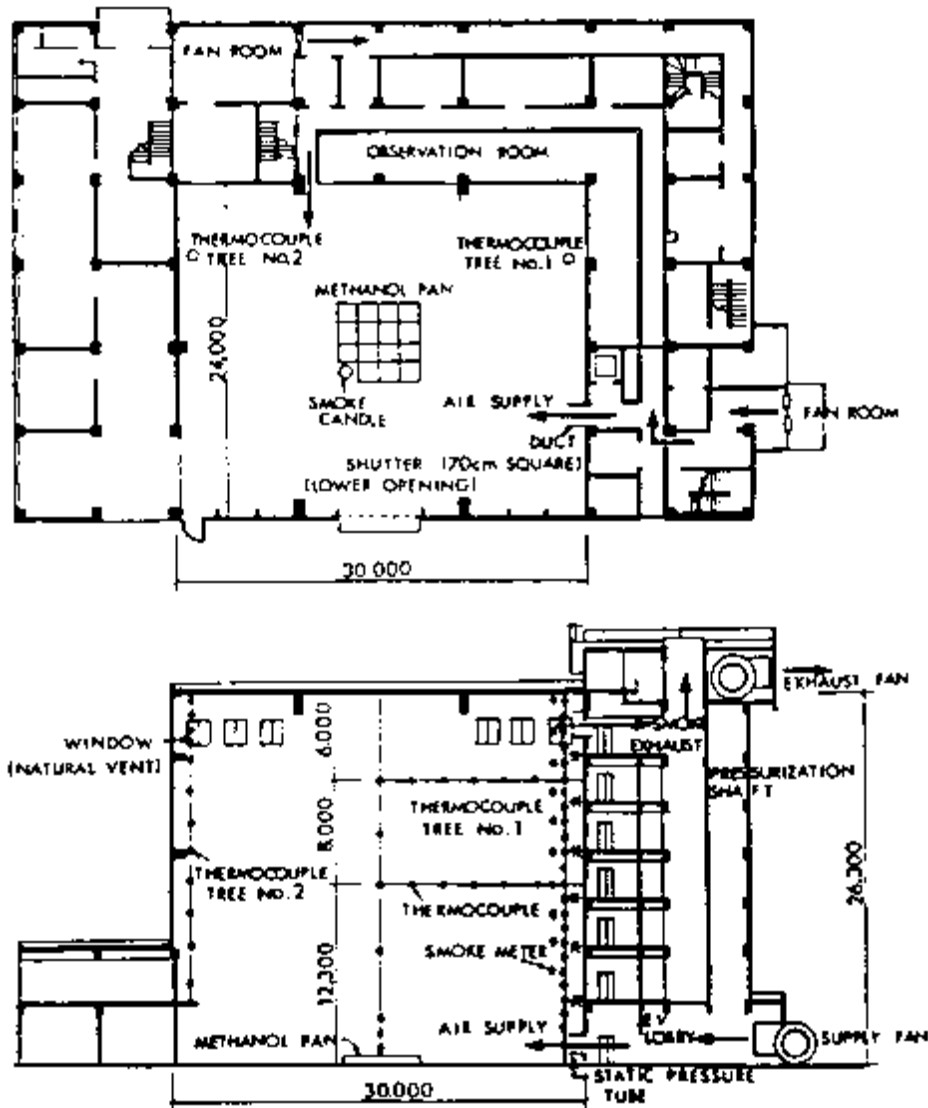 FAN ROOM
OBSERVATION ROOM
THERMOCOUPLE
TREE No.2
THERMOCOUPLE
TREE No.1
METHANOL PAN
24,000
SMOKE
CANDLE
AIR SUPPLY
FAN ROOM
DUCT
SHUTTER (70cm SQUARE)
(LOWER OPENING)
30.000
EXHAUST FAN
WINDOW
(NATURAL VENT)
6,000
SMOKE
EXHAUST
PRESSURIZATION
SHAFT
THERMOCOUPLE
TREE No.1
8,000
THERMOCOUPLE
TREE No.2
THERMOCOUPLE
26,300
SMOKE METER
12,300
AIR SUPPLY
METHANOL PAN
EV
LOBBY
SUPPLY FAN
STATIC PRESSURE
TUBE
30.000